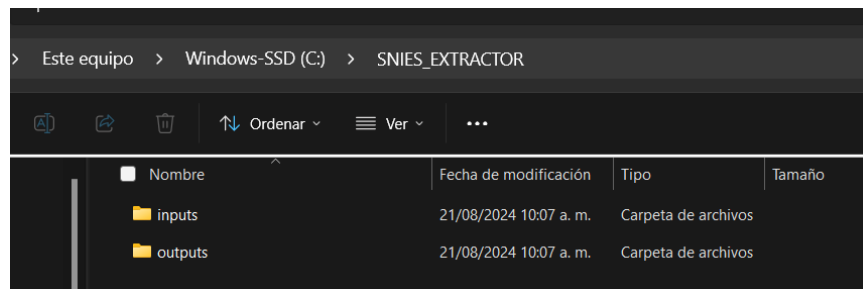 > Este equipo > Windows-SSD (C:) > SNIES_EXTRACTOR
Ordenar Ver ...
Nombre Fecha de modificación Tipo Tamaño
inputs 21/08/2024 10:07 a. m. Carpeta de archivos
outputs 21/08/2024 10:07 a. m. Carpeta de archivos